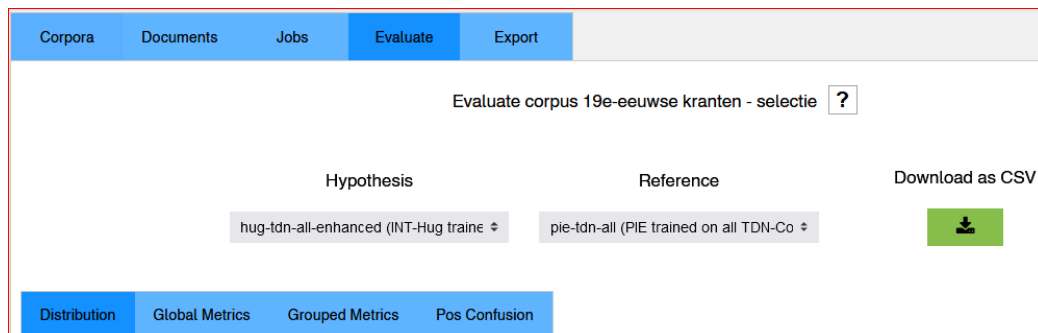 Corpora Documents Jobs Evaluate Export
Evaluate corpus 19e-eeuwse kranten - selectie ?
Hypothesis Reference Download as CSV
hug-tdn-all-enhanced (INT-Hug traine pie-tdn-all (PIE trained on all TDN-Co
Distribution Global Metrics Grouped Metrics Pos Confusion